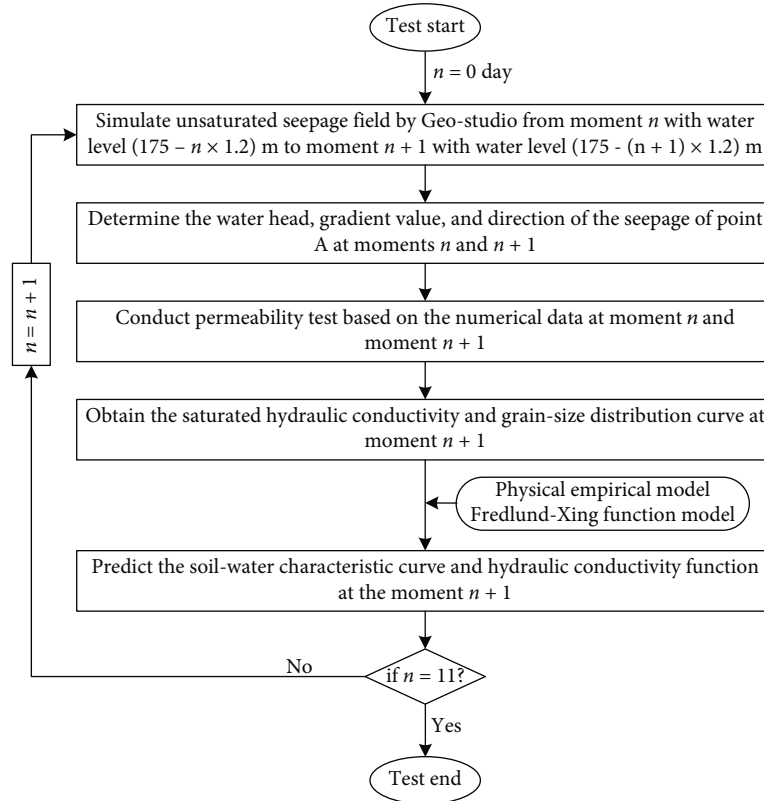 Test start
n = 0 day
Simulate unsaturated seepage field by Geo-studio from moment n with water
level (175 – n × 1.2) m to moment n + 1 with water level (175 - (n + 1) × 1.2) m
Determine the water head, gradient value, and direction of the seepage of point
A at moments n and n + 1
n = n + 1
Conduct permeability test based on the numerical data at moment n and
moment n + 1
Obtain the saturated hydraulic conductivity and grain-size distribution curve at
moment n + 1
Physical empirical model
Fredlund-Xing function model
Predict the soil-water characteristic curve and hydraulic conductivity function
at the moment n + 1
No
if n = 11?
Yes
Test end